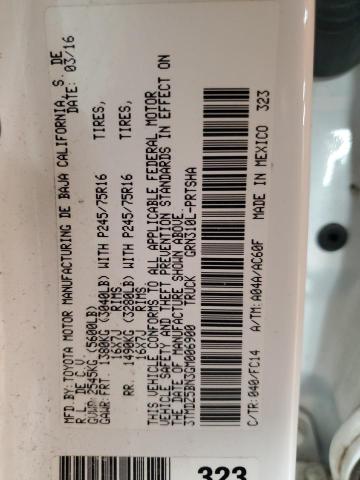 MFD BY: TOYOTA MOTOR MANUFACTURING DE BAJA CALIFORNIA, S. DE
R. L. DE C. V. DATE: 03/16
GVWR: 2545KG (5600LB)
GAWR: FRT. 1380KG (3040LB) WITH P245/75R16 TIRES,
16X7J RIMS,
RR. 1490KG (3280LB) WITH P245/75R16 TIRES,
16X7J RIMS,
THIS VEHICLE CONFORMS TO ALL APPLICABLE FEDERAL MOTOR
VEHICLE SAFETY AND THEFT PREVENTION STANDARDS IN EFFECT ON
THE DATE OF MANUFACTURE SHOWN ABOVE.
3TMDZ5BN3GM006900 TRUCK GRN310L-PRTSHA
C/TR:040/FC14 A/TM:A04A/AC60F MADE IN MEXICO 323
323